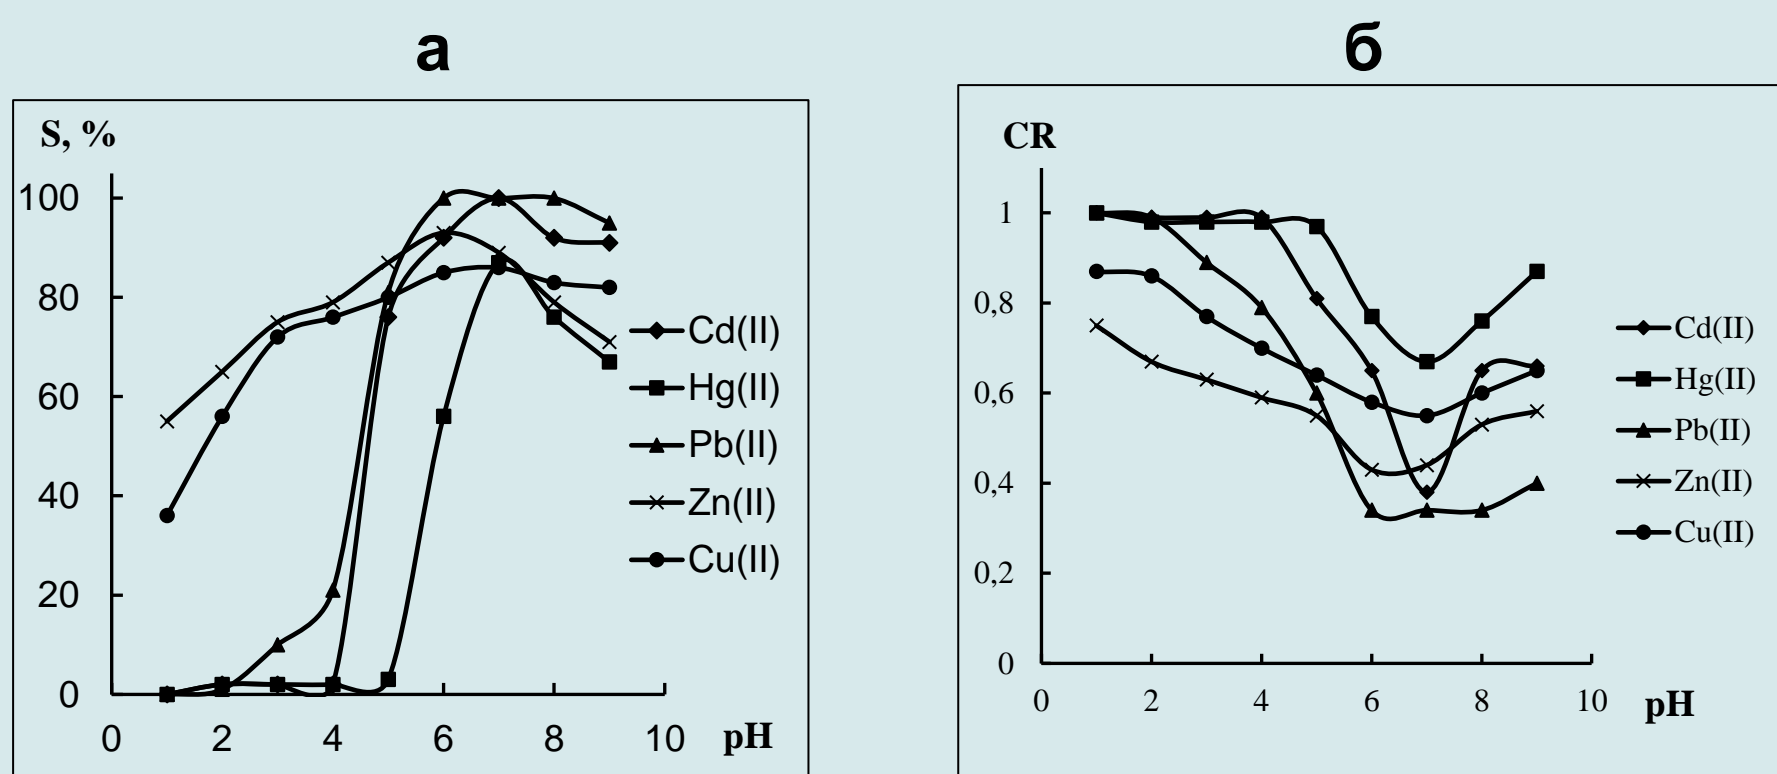 а
S, %
100
80
60
40
20
0
0 2 4 6 8 10 pH
Cd(II)
Hg(II)
Pb(II)
Zn(II)
Cu(II)
б
CR
1
0,8
0,6
0,4
0,2
0
0 2 4 6 8 10 pH
Cd(II)
Hg(II)
Pb(II)
Zn(II)
Cu(II)